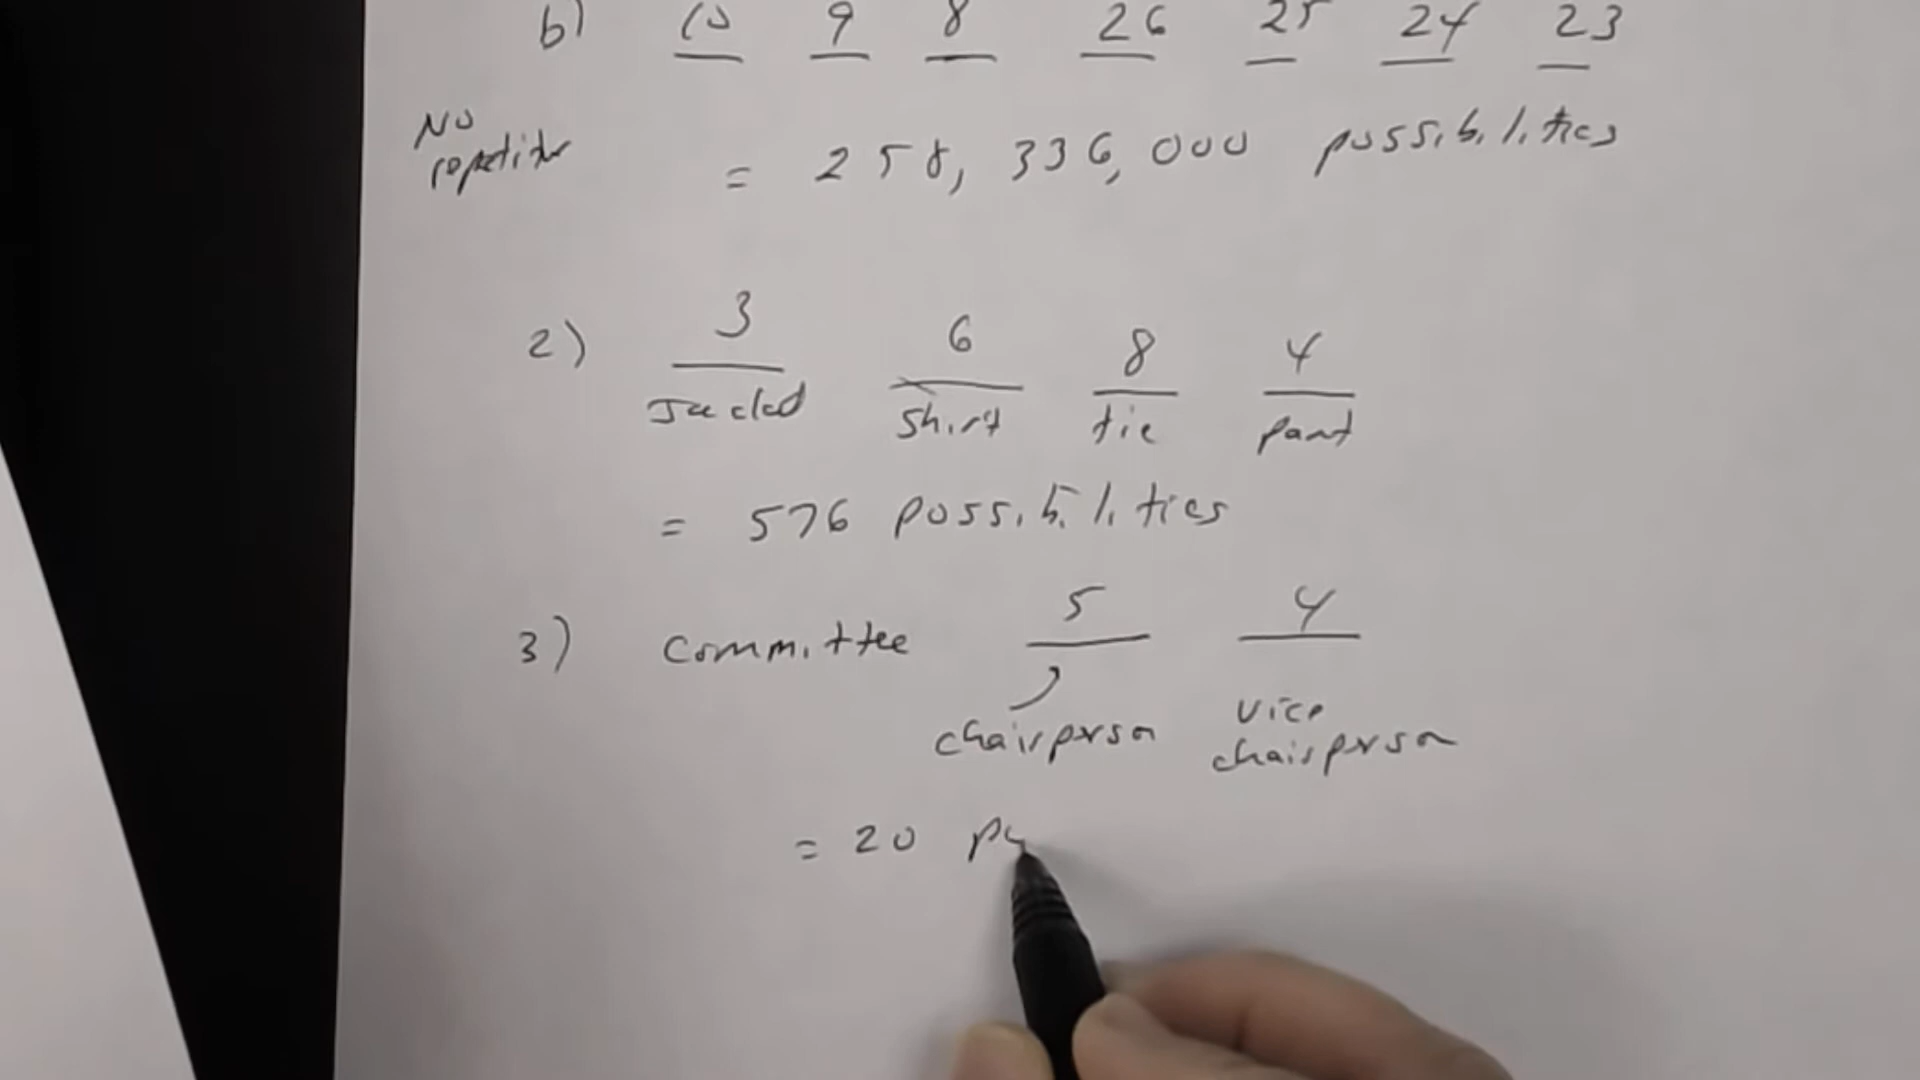 b) 10 9 8 26 25 24 23
No
repetition
= 258,336,000 possibilities
2) 3 6 8 4
Jacket shirt tie pant
= 576 possibilities
5 4
3) Committee
chairperson vice
chairperson
= 20 po